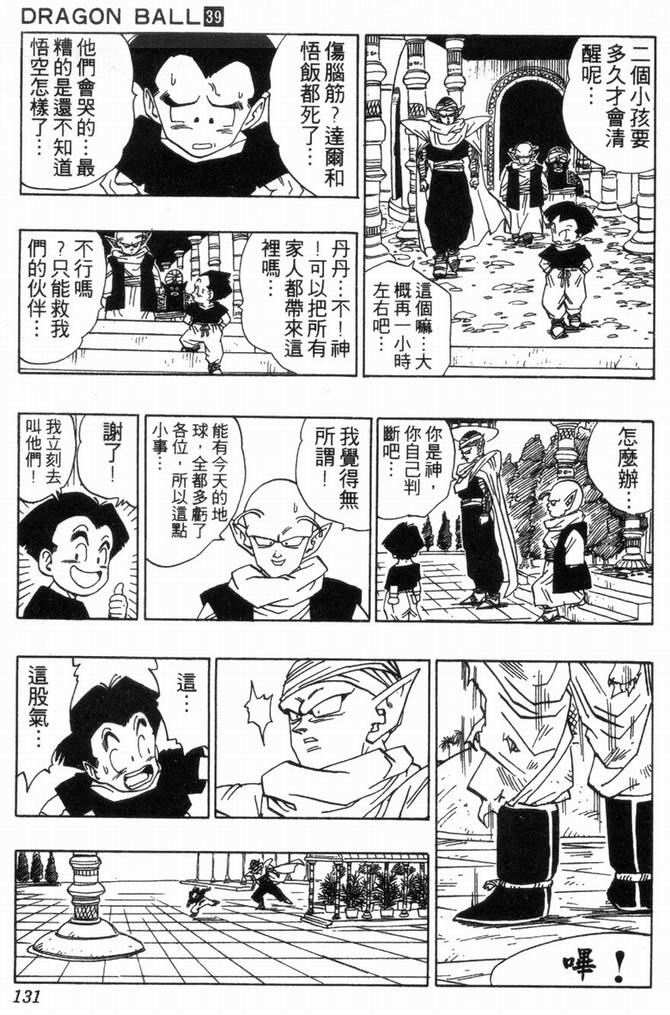 DRAGON BALL 39
二個小孩要
多久才會清
醒呢…
這個嘛…大
概再一小時
左右吧…
傷腦筋？達爾和
悟飯都死了…
他們會哭的…最
糟的是還不知道
悟空怎樣了…
丹丹…不！神
！可以把所有
家人都帶來這
裡嗎…
不行嗎
？只能救我
們的伙伴…
怎麼辦…
你是神，
你自己判
斷吧…
我覺得無
所謂！
能有今天的地
球，全都多虧了
各位，所以這點
小事…
謝了！
我立刻去
叫他們！
嗶！
這…
這股氣…
131